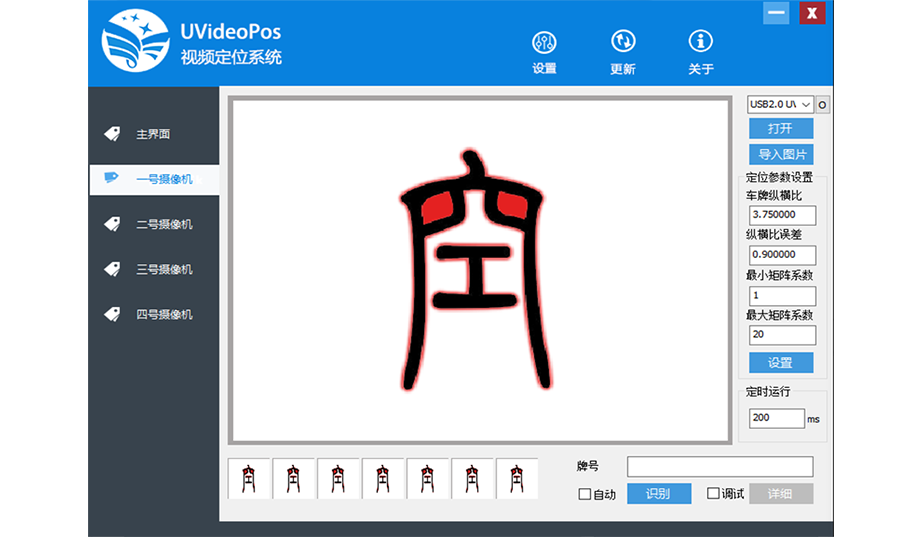 UVideoPos
视频定位系统
设置
更新
关于
X
主界面
一号摄像机
二号摄像机
三号摄像机
四号摄像机
空
USB2.0 U\
O
打开
导入图片
定位参数设置
车牌纵横比
3.750000
纵横比误差
0.900000
最小矩阵系数
1
最大矩阵系数
20
设置
定时运行
200 ms
牌号
自动
识别
调试
详细